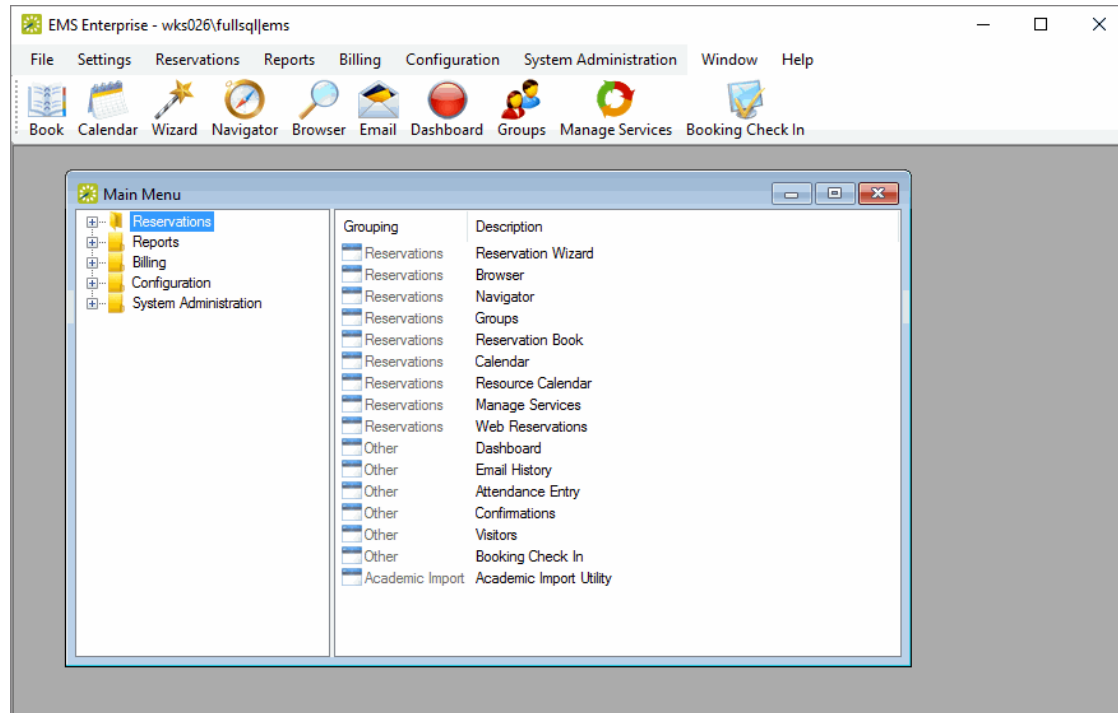 EMS Enterprise - wks026\fullsql|ems
File Settings Reservations Reports Billing Configuration System Administration Window Help
Book Calendar Wizard Navigator Browser Email Dashboard Groups Manage Services Booking Check In
Main Menu
Reservations
Reports
Billing
Configuration
System Administration
Grouping Description
Reservations Reservation Wizard
Reservations Browser
Reservations Navigator
Reservations Groups
Reservations Reservation Book
Reservations Calendar
Reservations Resource Calendar
Reservations Manage Services
Reservations Web Reservations
Other Dashboard
Other Email History
Other Attendance Entry
Other Confirmations
Other Visitors
Other Booking Check In
Academic Import Academic Import Utility